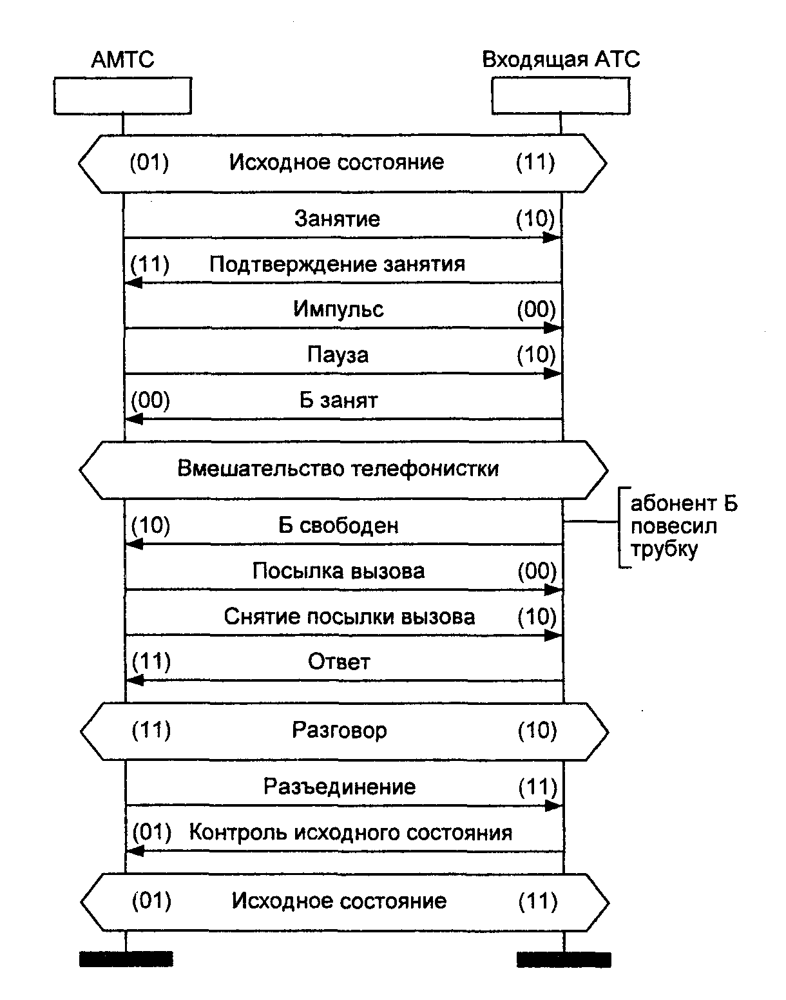 АМТС Входящая АТС
(01) Исходное состояние (11)
Занятие (10)
(11) Подтверждение занятия
Импульс (00)
Пауза (10)
(00) Б занят
Вмешательство телефонистки
(10) Б свободен
абонент Б
повесил
трубку
Посылка вызова (00)
Снятие посылки вызова (10)
(11) Ответ
(11) Разговор (10)
Разъединение (11)
(01) Контроль исходного состояния
(01) Исходное состояние (11)